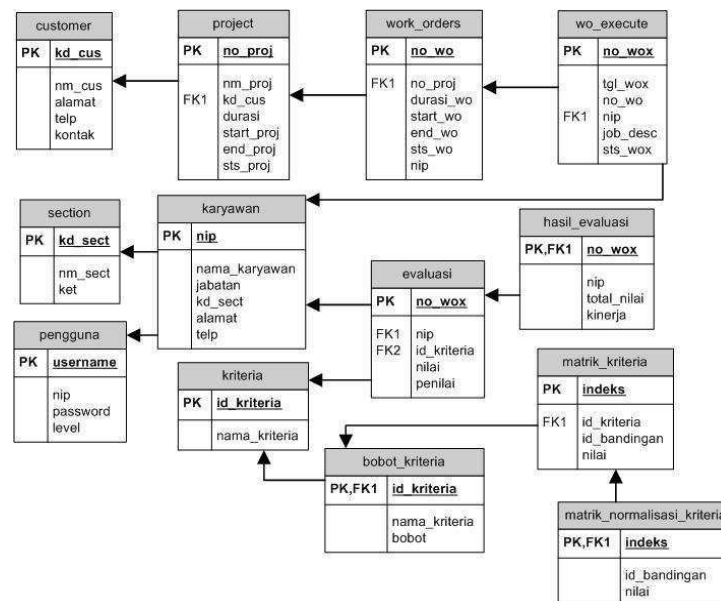 customer
PK kd_cus
nm_cus
alamat
telp
kontak
project
PK no_proj
nm_proj
FK1 kd_cus
durasi
start_proj
end_proj
sts_proj
work_orders
PK no_wo
FK1 no_proj
durasi_wo
start_wo
end_wo
sts_wo
nip
wo_execute
PK no_wox
tgl_wox
no_wo
FK1 nip
job_desc
sts_wox
section
PK kd_sect
nm_sect
ket
karyawan
PK nip
nama_karyawan
jabatan
kd_sect
alamat
telp
hasil_evaluasi
PK,FK1 no_wox
nip
total_nilai
kinerja
evaluasi
PK no_wox
FK1 nip
FK2 id_kriteria
nilai
penilai
pengguna
PK username
nip
password
level
kriteria
PK id_kriteria
nama_kriteria
matrik_kriteria
PK indeks
FK1 id_kriteria
id_bandingan
nilai
bobot_kriteria
PK,FK1 id_kriteria
nama_kriteria
bobot
matrik_normalisasi_kriteria
PK,FK1 indeks
id_bandingan
nilai